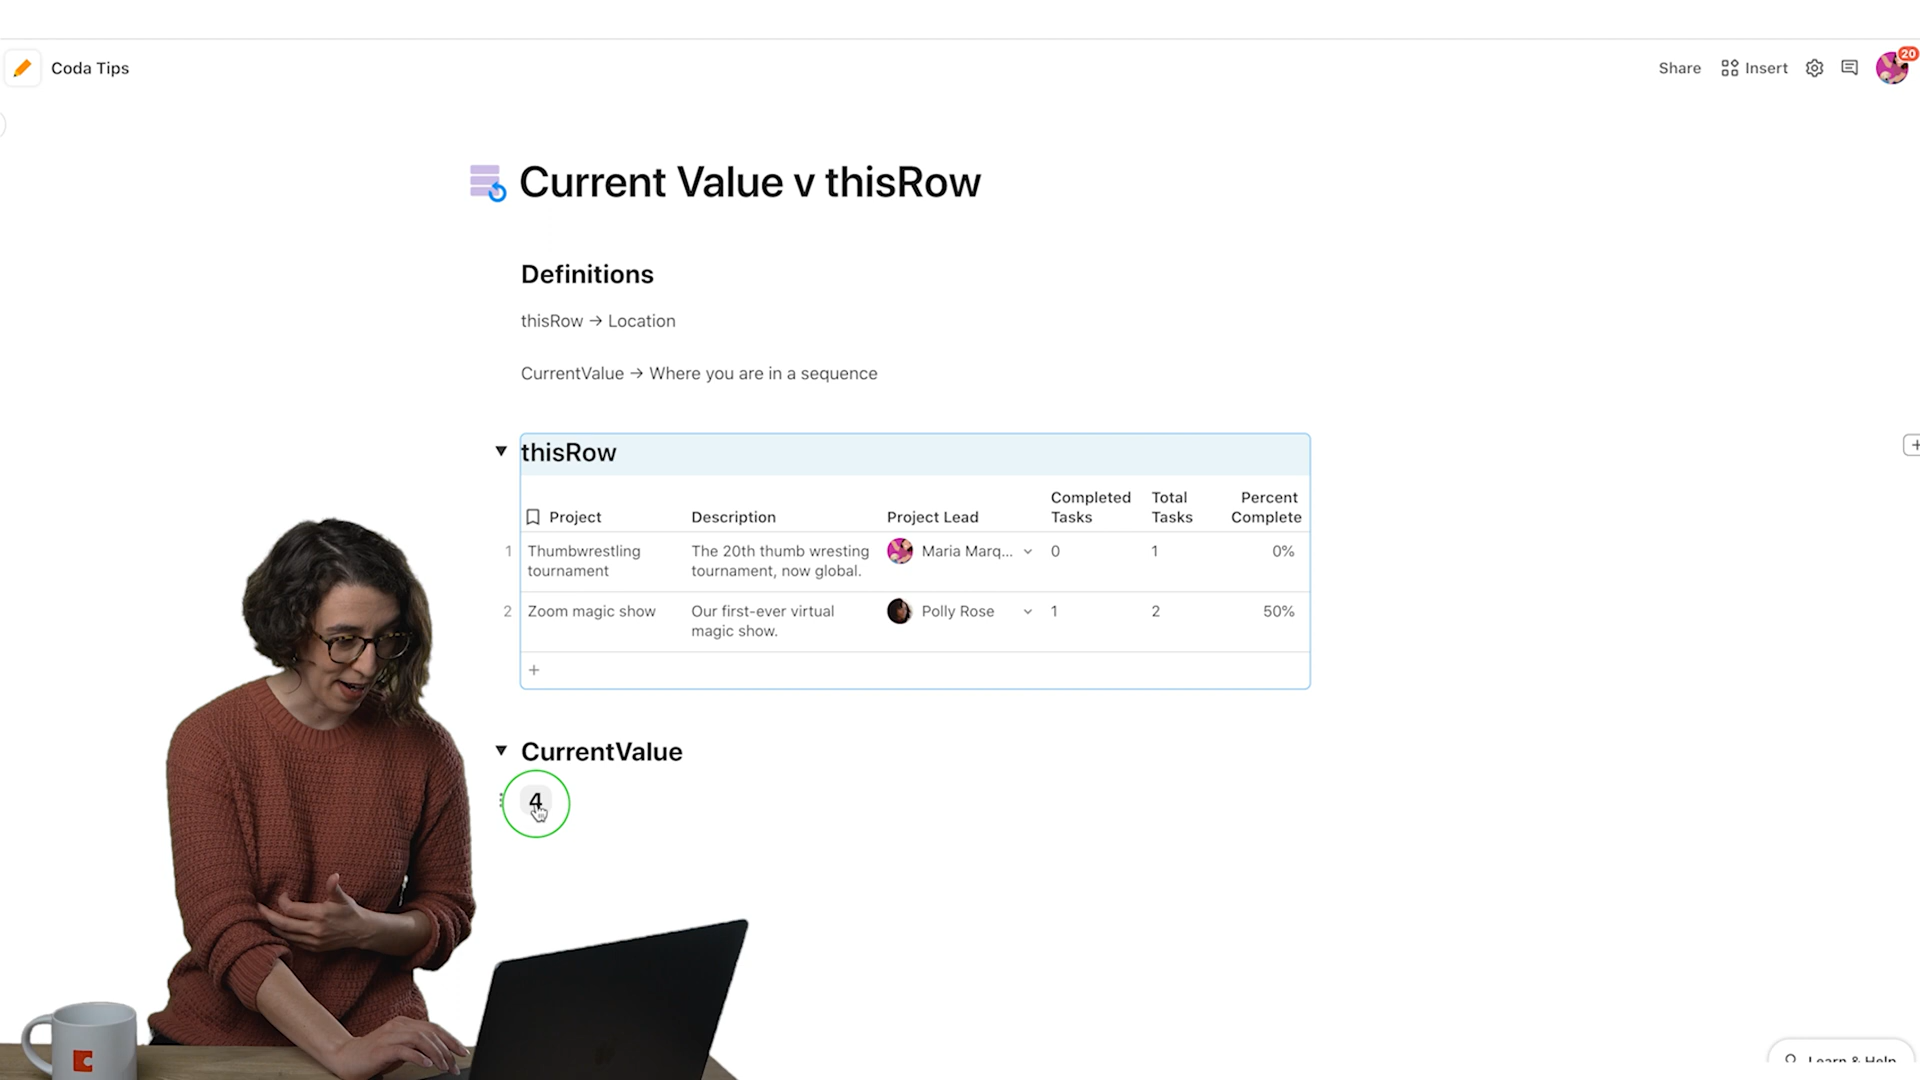 Coda Tips
Share
Insert
20
Current Value v thisRow
Definitions
thisRow → Location
CurrentValue → Where you are in a sequence
thisRow
Project
Description
Project Lead
Completed
Tasks
Total
Tasks
Percent
Complete
1
Thumbwrestling
tournament
The 20th thumb wresting
tournament, now global.
Maria Marq...
0
1
0%
2
Zoom magic show
Our first-ever virtual
magic show.
Polly Rose
1
2
50%
+
CurrentValue
4
Learn & Help